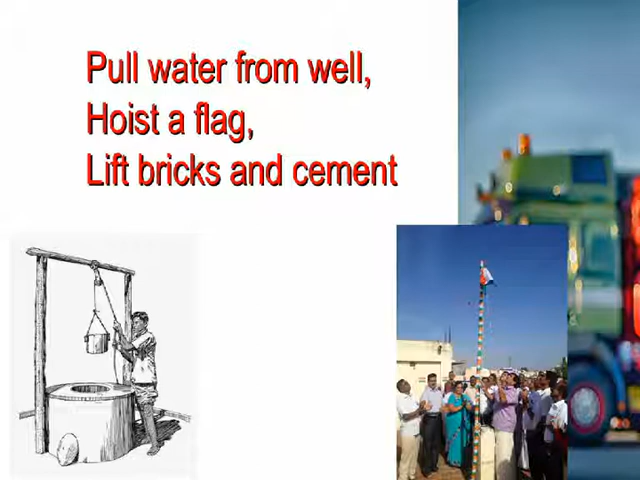 Pull water from well,
Hoist a flag,
Lift bricks and cement